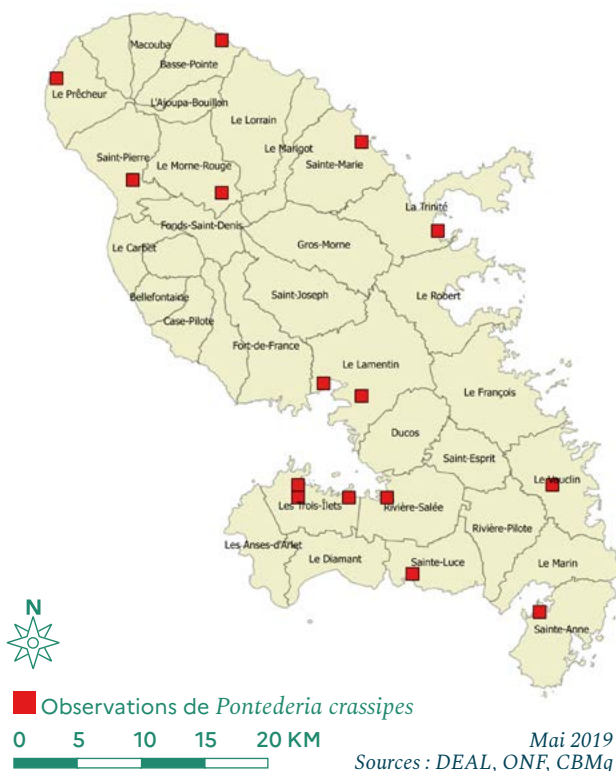 Macouba
Basse-Pointe
Le Prêcheur
L'Ajoupa-Bouillon
Le Lorrain
Le Marigot
Saint-Pierre
Le Morne-Rouge
Sainte-Marie
La Trinité
Fonds-Saint-Denis
Gros-Morne
Le Carbet
Bellefontaine
Saint-Joseph
Le Robert
Case-Pilote
Fort-de-France
Le Lamentin
Le François
Ducos
Saint-Esprit
Le Vauclin
Les Trois-Îlets
Rivière-Salée
Rivière-Pilote
Les Anses-d'Arlet
Le Diamant
Sainte-Luce
Le Marin
Sainte-Anne
N
Observations de Pontederia crassipes
0 5 10 15 20 KM
Mai 2019
Sources : DEAL, ONF, CBMq